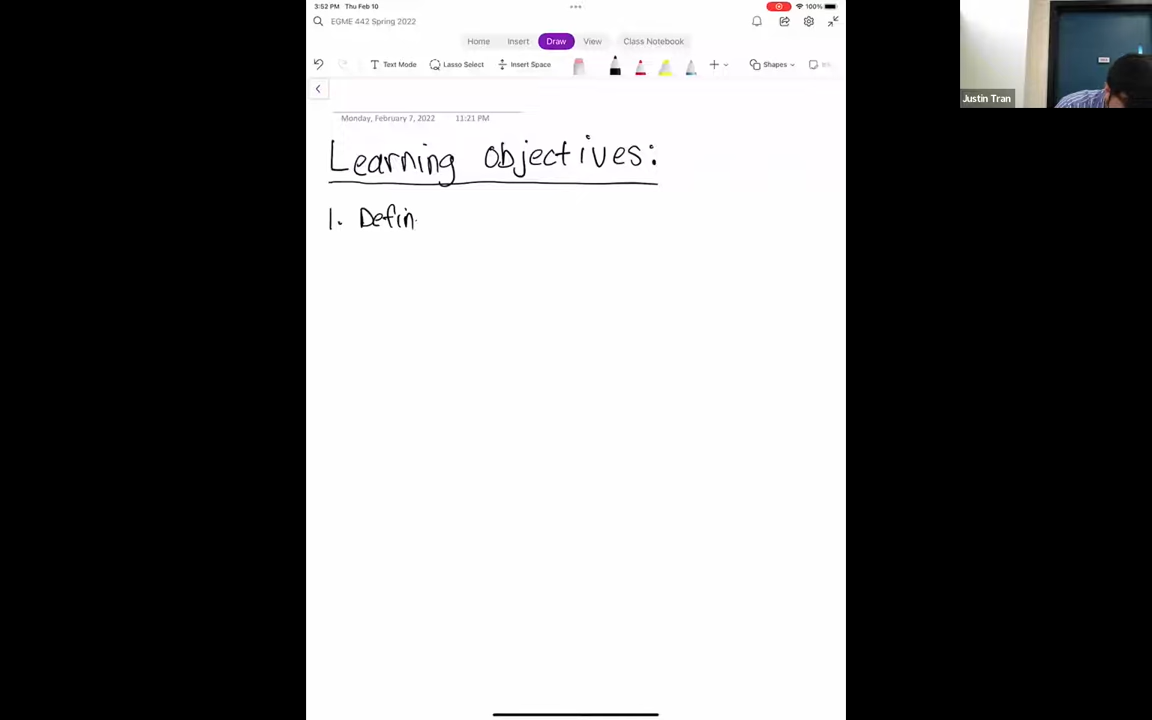 3:52 PM Thu Feb 10
100%
EGME 442 Spring 2022
Home Insert Draw View Class Notebook
Text Mode Lasso Select Insert Space Shapes
Monday, February 7, 2022 11:21 PM
Learning objectives:
1. Defin
Justin Tran